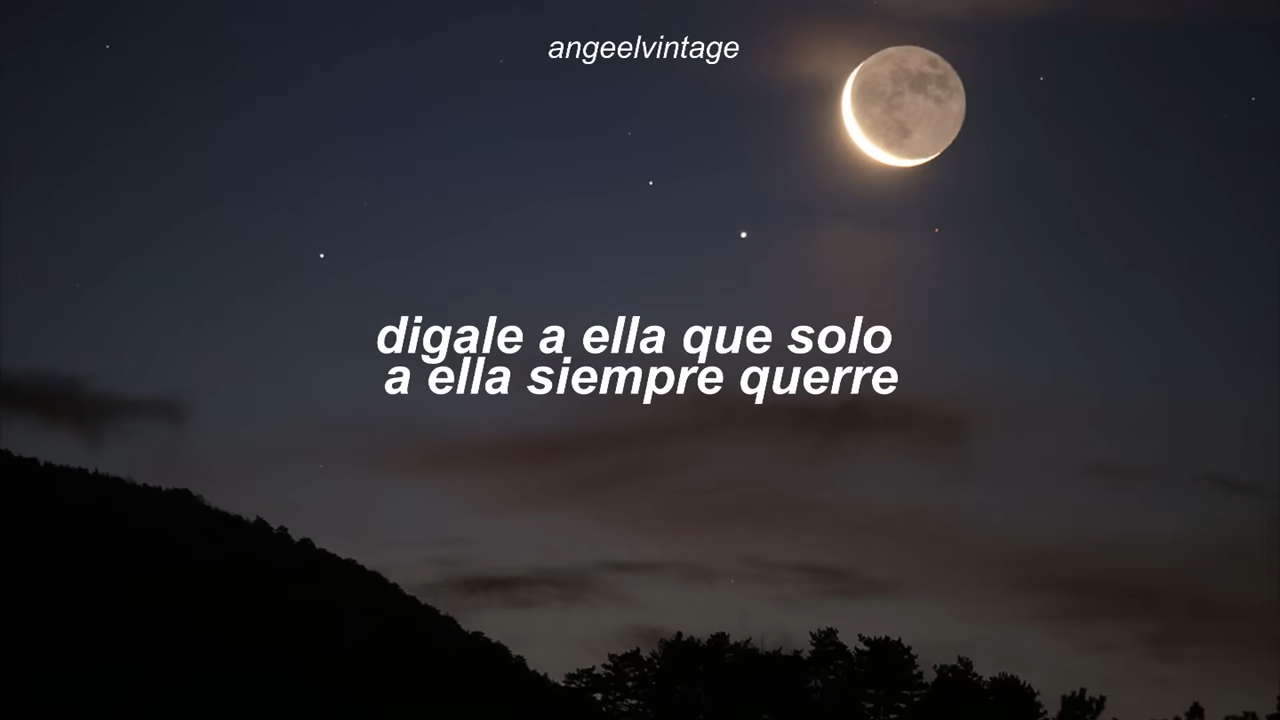 angeelvintage
digale a ella que solo
a ella siempre querre